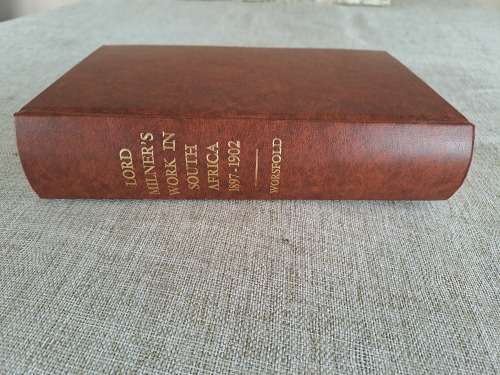 LORD
MILNER'S
WORK IN
SOUTH
AFRICA
1897-1902
WORSFOLD